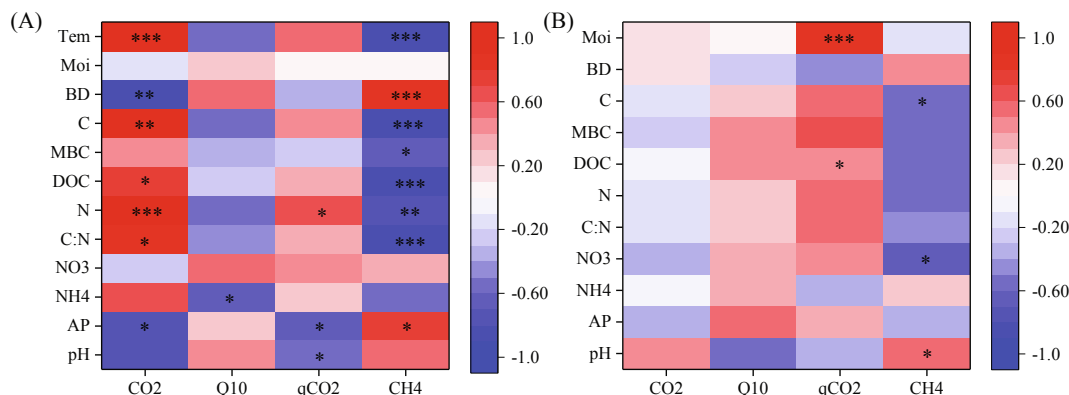 (A)
Tem *** ***
Moi
BD ** ***
C ** ***
MBC *
DOC * ***
N *** * **
C:N * ***
NO3
NH4 *
AP * * *
pH *
CO2 Q10 qCO2 CH4
1.0
0.60
0.20
-0.20
-0.60
-1.0
(B)
Moi ***
BD
C *
MBC
DOC *
N
C:N
NO3 *
NH4
AP
pH *
CO2 Q10 qCO2 CH4
1.0
0.60
0.20
-0.20
-0.60
-1.0